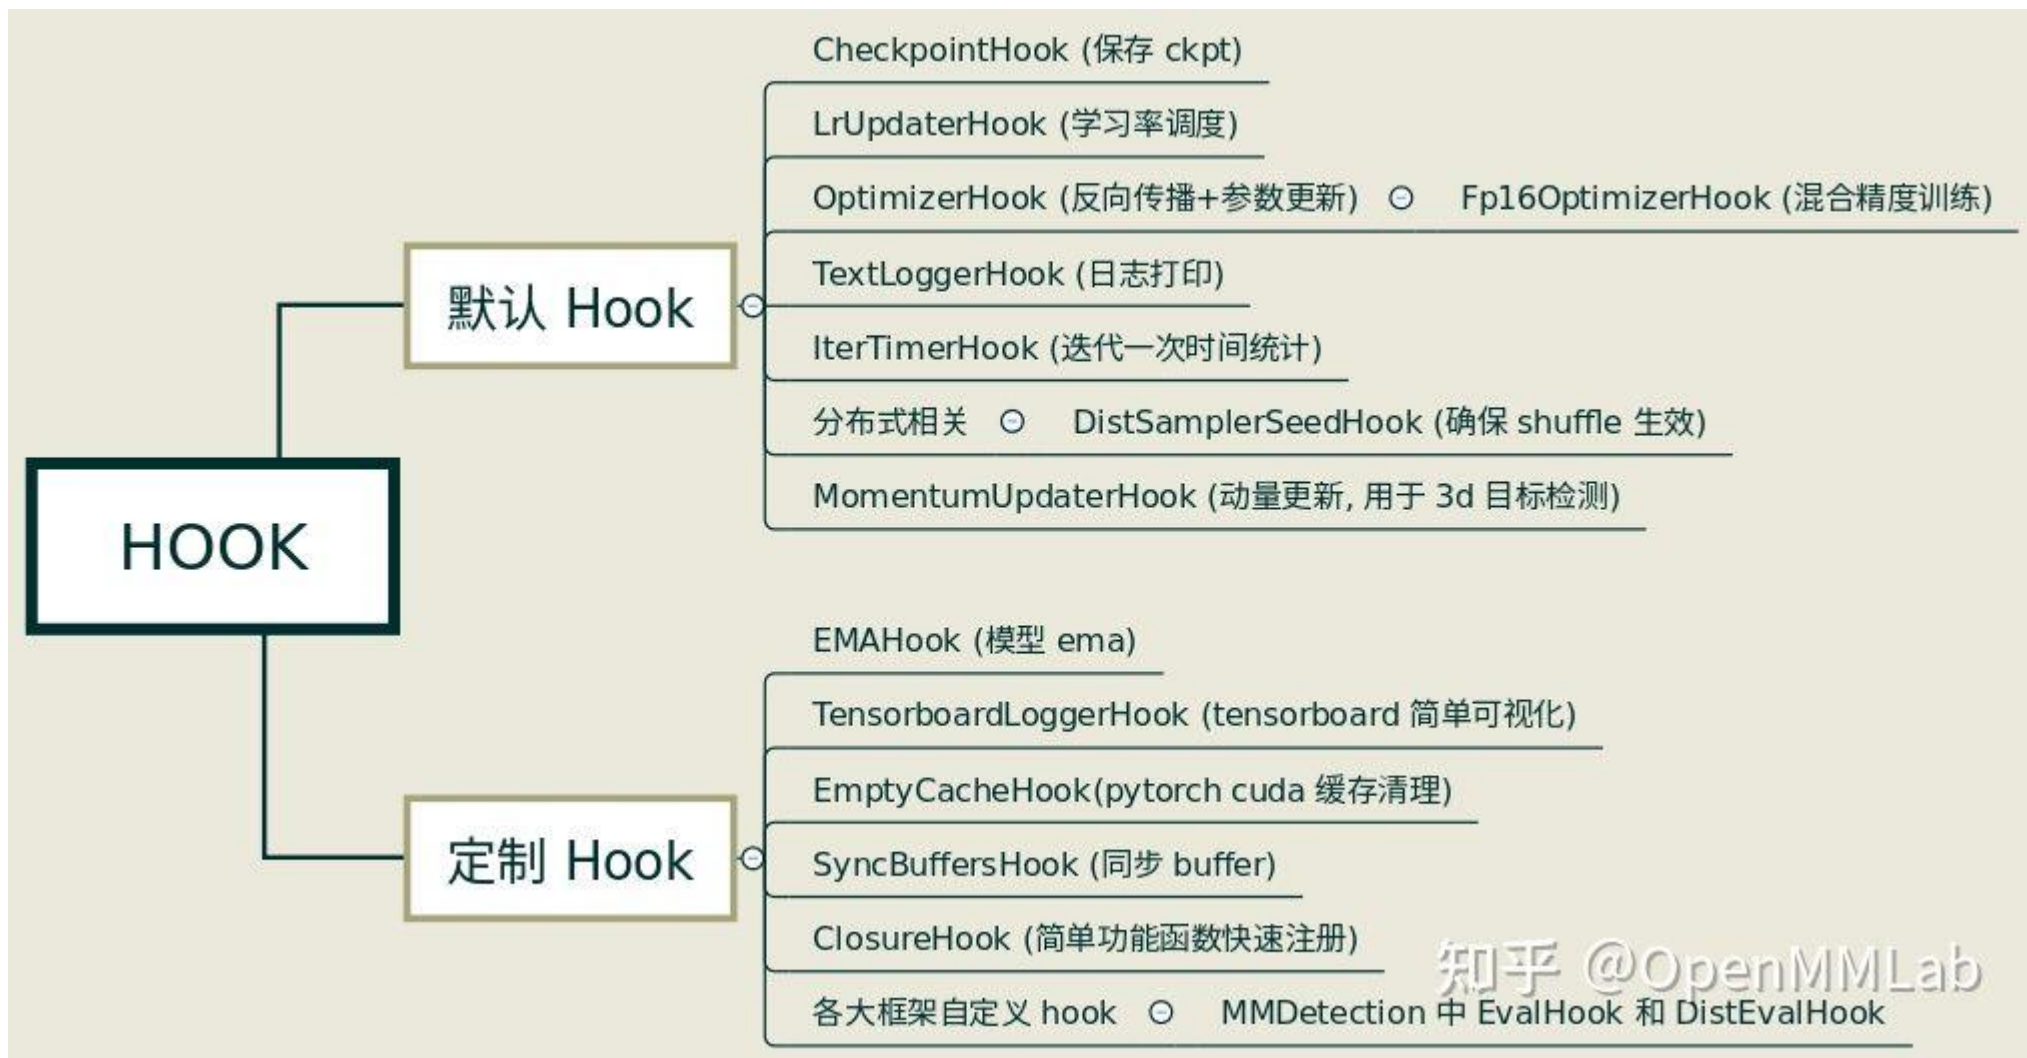 CheckpointHook (保存 ckpt)
LrUpdaterHook (学习率调度)
OptimizerHook (反向传播+参数更新) Fp16OptimizerHook (混合精度训练)
TextLoggerHook (日志打印)
默认 Hook
IterTimerHook (迭代一次时间统计)
分布式相关 DistSamplerSeedHook (确保 shuffle 生效)
MomentumUpdaterHook (动量更新, 用于 3d 目标检测)
HOOK
EMAHook (模型 ema)
TensorboardLoggerHook (tensorboard 简单可视化)
EmptyCacheHook(pytorch cuda 缓存清理)
定制 Hook
SyncBuffersHook (同步 buffer)
ClosureHook (简单功能函数快速注册)
知乎 @OpenMMLab
各大框架自定义 hook MMDetection 中 EvalHook 和 DistEvalHook